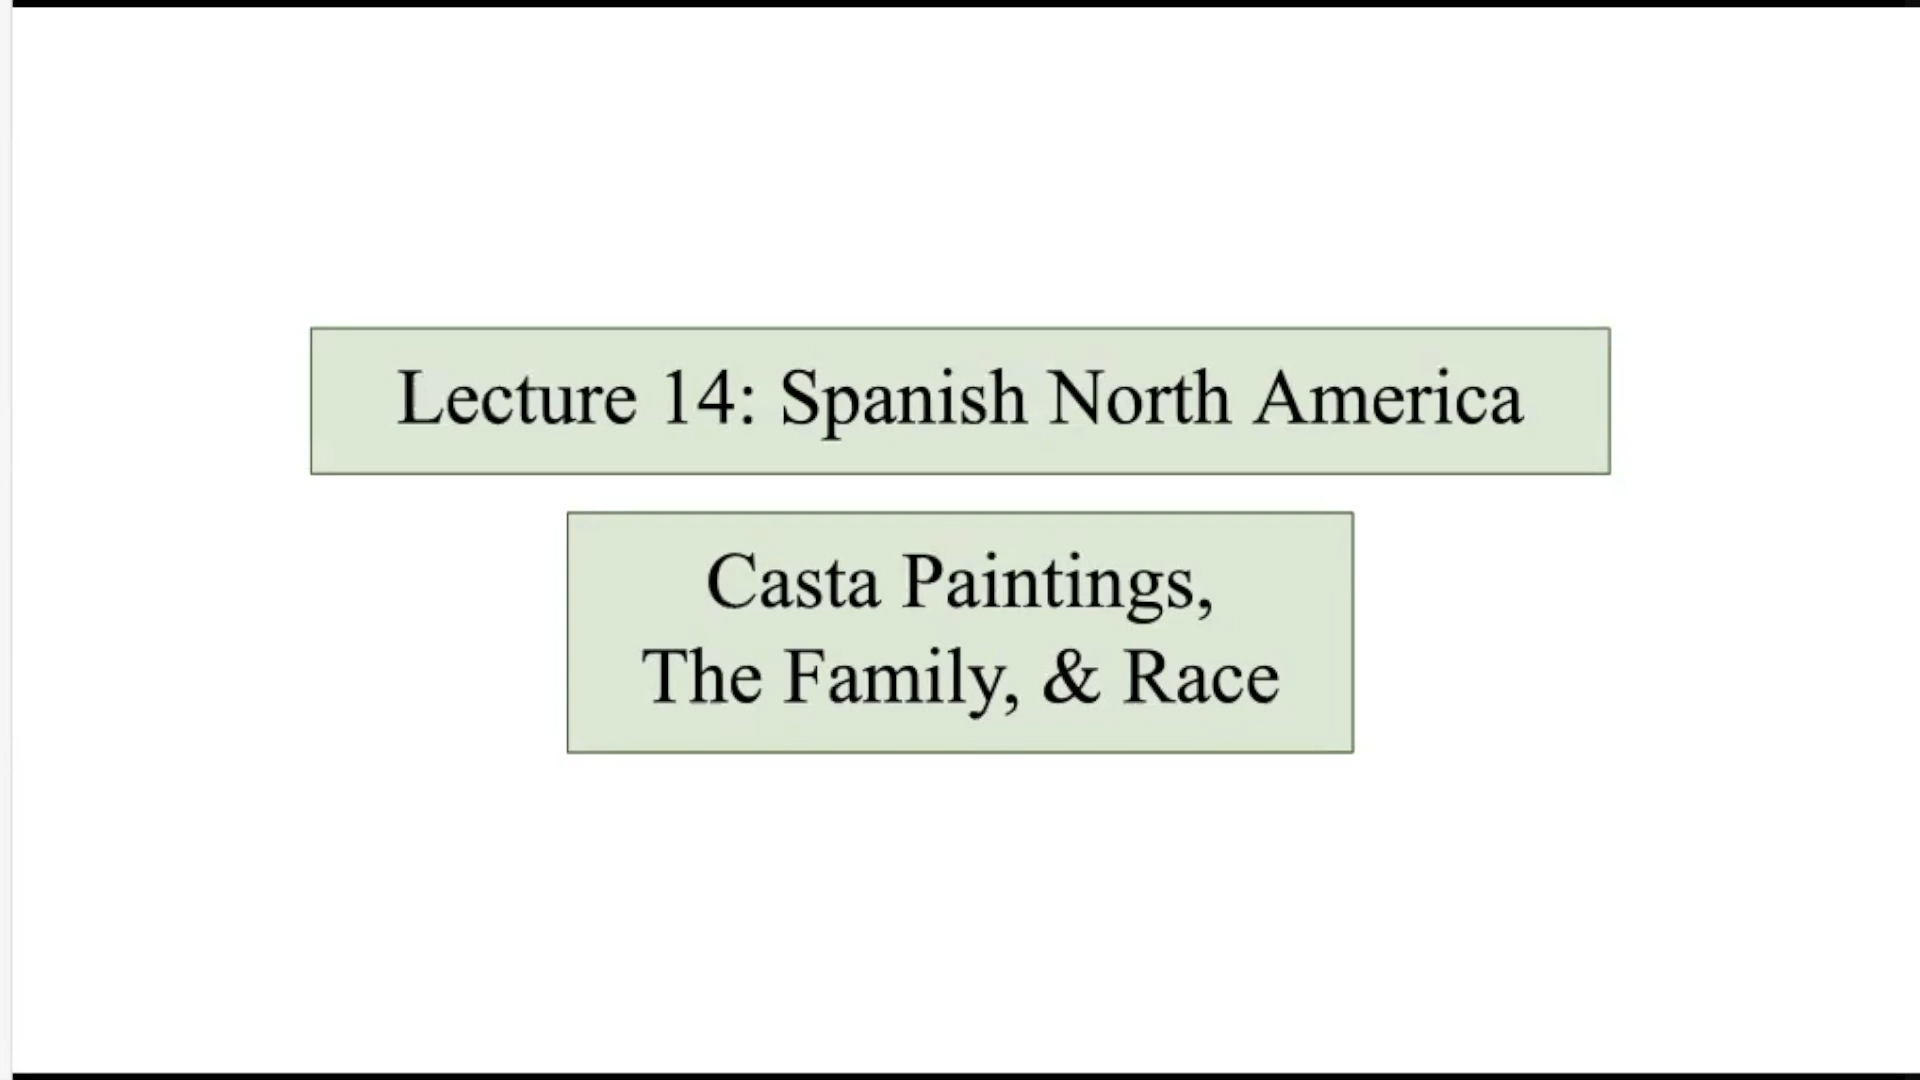 Lecture 14: Spanish North America
Casta Paintings,
The Family, & Race